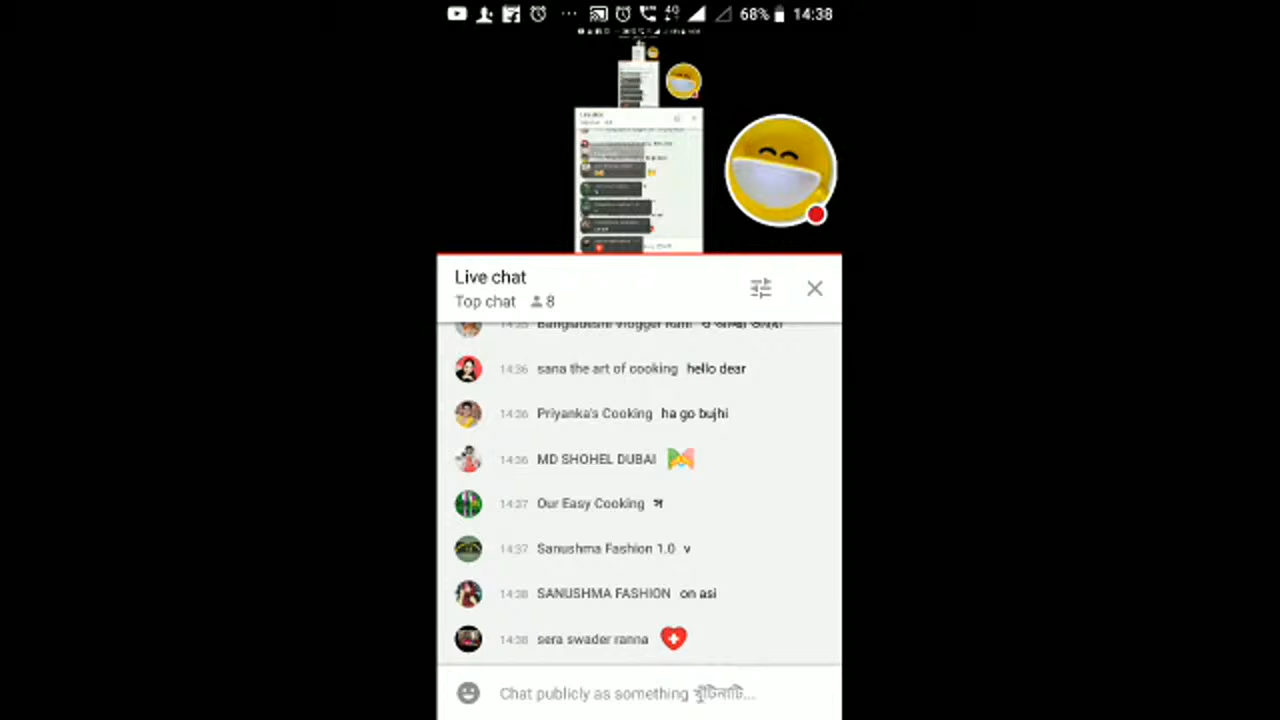 68% 14:38
Live chat
Top chat 8
14:35 Bangladeshi Vlogger Rani
14:36 sana the art of cooking hello dear
14:36 Priyanka's Cooking ha go bujhi
14:36 MD SHOHEL DUBAI
14:37 Our Easy Cooking স
14:37 Sanushma Fashion 1.0 v
14:38 SANUSHMA FASHION on asi
14:38 sera swader ranna
Chat publicly as something খুঁটিনাটি...